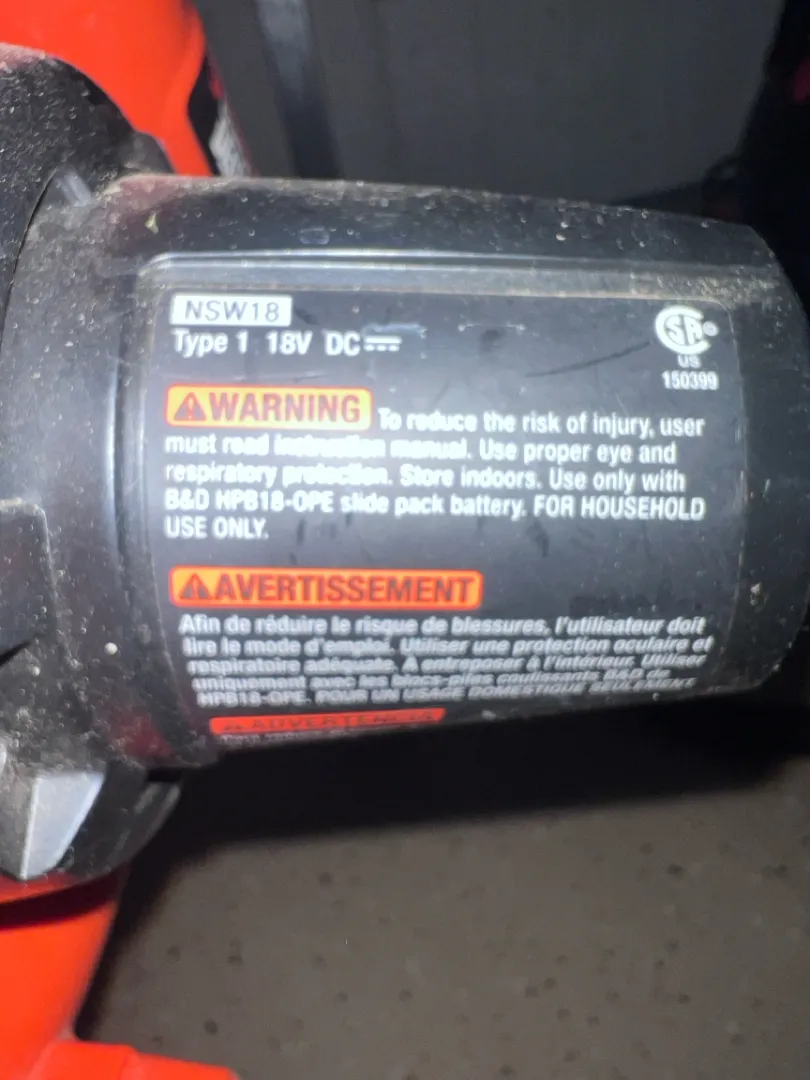 NSW18
Type 1 18V DC
SA
US
150399
WARNING To reduce the risk of injury, user
must read instruction manual. Use proper eye and
respiratory protection. Store indoors. Use only with
B&D HPB18-OPE slide pack battery. FOR HOUSEHOLD
USE ONLY.
AVERTISSEMENT
Afin de réduire le risque de blessures, l'utilisateur doit
lire le mode d'emploi. Utiliser une protection oculaire et
respiratoire adéquate. À entreposer à l'intérieur. Utiliser
uniquement avec les blocs-piles coulissants B&D de
HPB18-OPE. POUR UN USAGE DOMESTIQUE SEULEMENT.
ADVERTENCIA